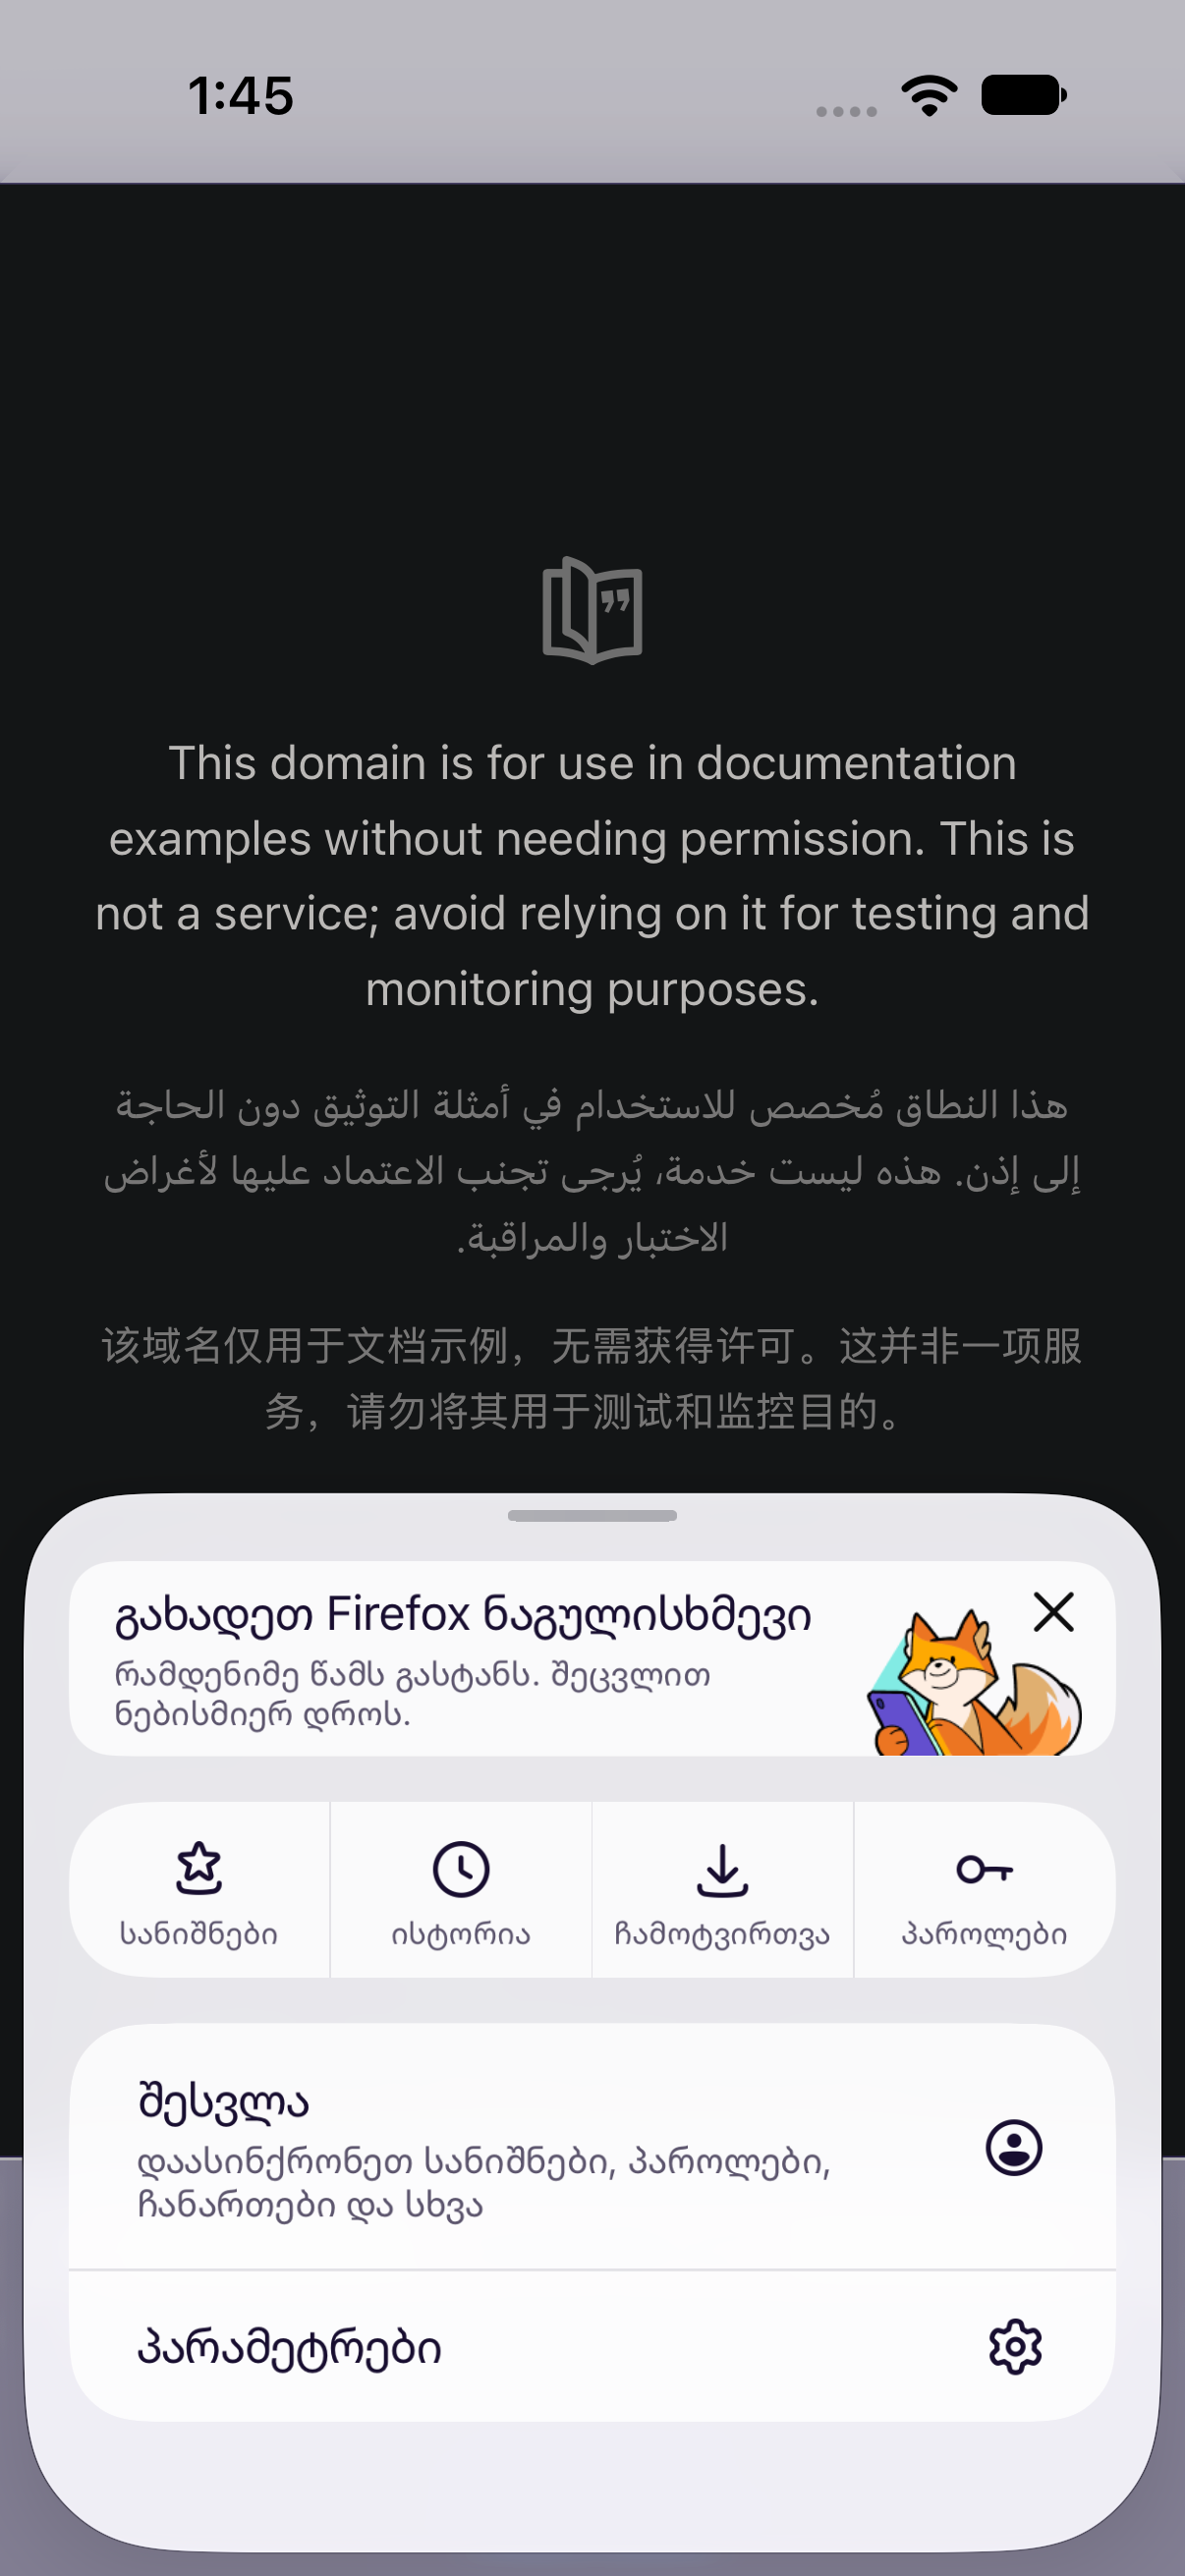 1:45
This domain is for use in documentation
examples without needing permission. This is
not a service; avoid relying on it for testing and
monitoring purposes.
هذا النطاق مُخصص للاستخدام في أمثلة التوثيق دون الحاجة
إلى إذن. هذه ليست خدمة، يُرجى تجنب الاعتماد عليها لأغراض
الاختبار والمراقبة.
该域名仅用于文档示例，无需获得许可。这并非一项服
务，请勿将其用于测试和监控目的。
გახადეთ Firefox ნაგულისხმევი
რამდენიმე წამს გასტანს. შეცვლით
ნებისმიერ დროს.
სანიშნები
ისტორია
ჩამოტვირთვა
პაროლები
შესვლა
დაასინქრონეთ სანიშნები, პაროლები,
ჩანართები და სხვა
პარამეტრები